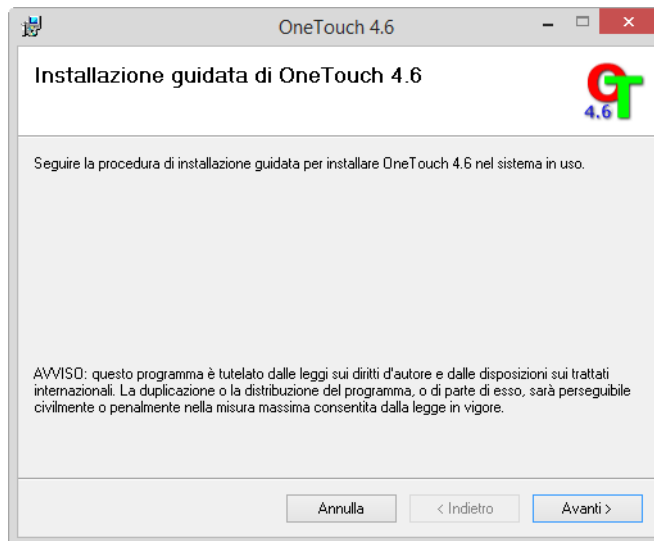 OneTouch 4.6
Installazione guidata di OneTouch 4.6
OT
4.6
Seguire la procedura di installazione guidata per installare OneTouch 4.6 nel sistema in uso.
AVVISO: questo programma è tutelato dalle leggi sui diritti d'autore e dalle disposizioni sui trattati
internazionali. La duplicazione o la distribuzione del programma, o di parte di esso, sarà perseguibile
civilmente o penalmente nella misura massima consentita dalla legge in vigore.
Annulla
< Indietro
Avanti >